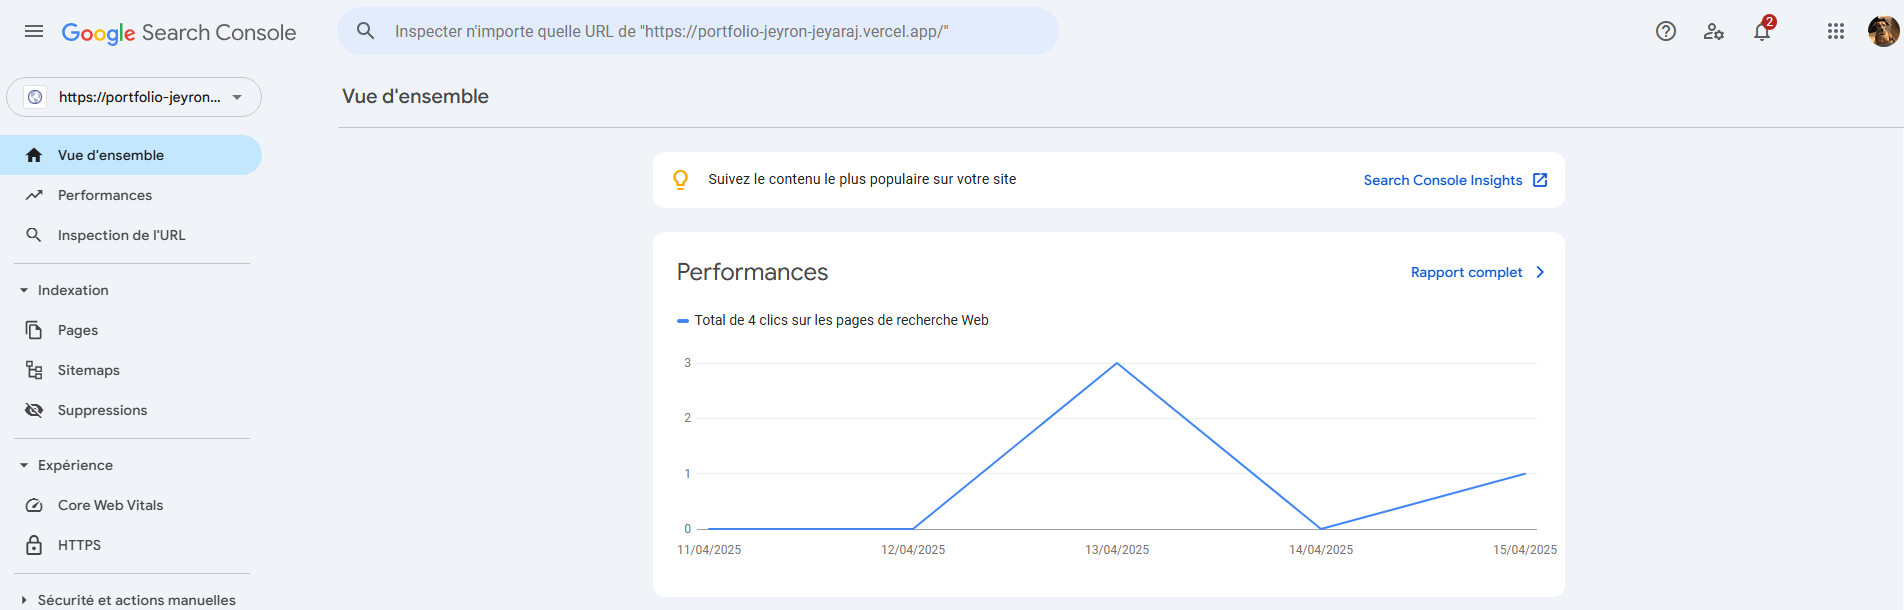 Google Search Console
Inspecter n'importe quelle URL de "https://portfolio-jeyron-jeyaraj.vercel.app/"
2
https://portfolio-jeyron...
Vue d'ensemble
Vue d'ensemble
Performances
Inspection de l'URL
Indexation
Pages
Sitemaps
Suppressions
Expérience
Core Web Vitals
HTTPS
Sécurité et actions manuelles
Suivez le contenu le plus populaire sur votre site
Search Console Insights
Performances
Rapport complet
Total de 4 clics sur les pages de recherche Web
3
2
1
0
11/04/2025 12/04/2025 13/04/2025 14/04/2025 15/04/2025